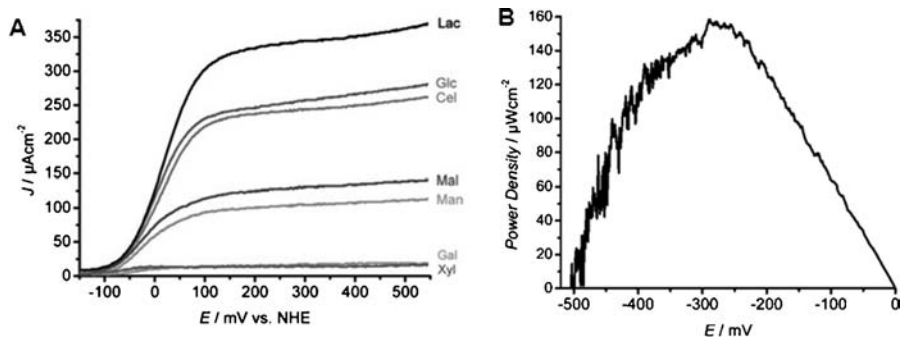 A
J / µAcm⁻²
350
300
250
200
150
100
50
0
-100
0
100
200
300
400
500
E / mV vs. NHE
Lac
Glc
Cel
Mal
Man
Gal
Xyl
B
Power Density / µWcm⁻²
160
140
120
100
80
60
40
20
0
-500
-400
-300
-200
-100
0
E / mV